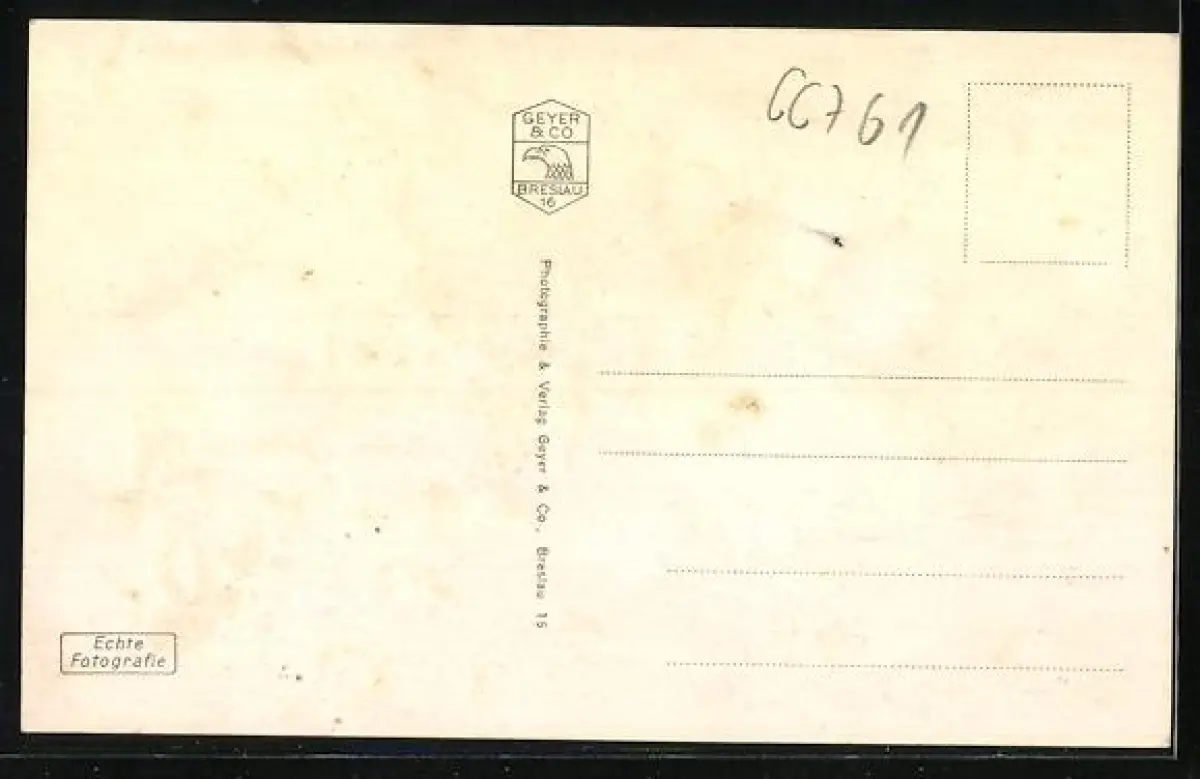 GEYER
& CO
BRESLAU
16
CC761
Photographie & Verlag Geyer & Co., Breslau 16
Echte
Fotografie